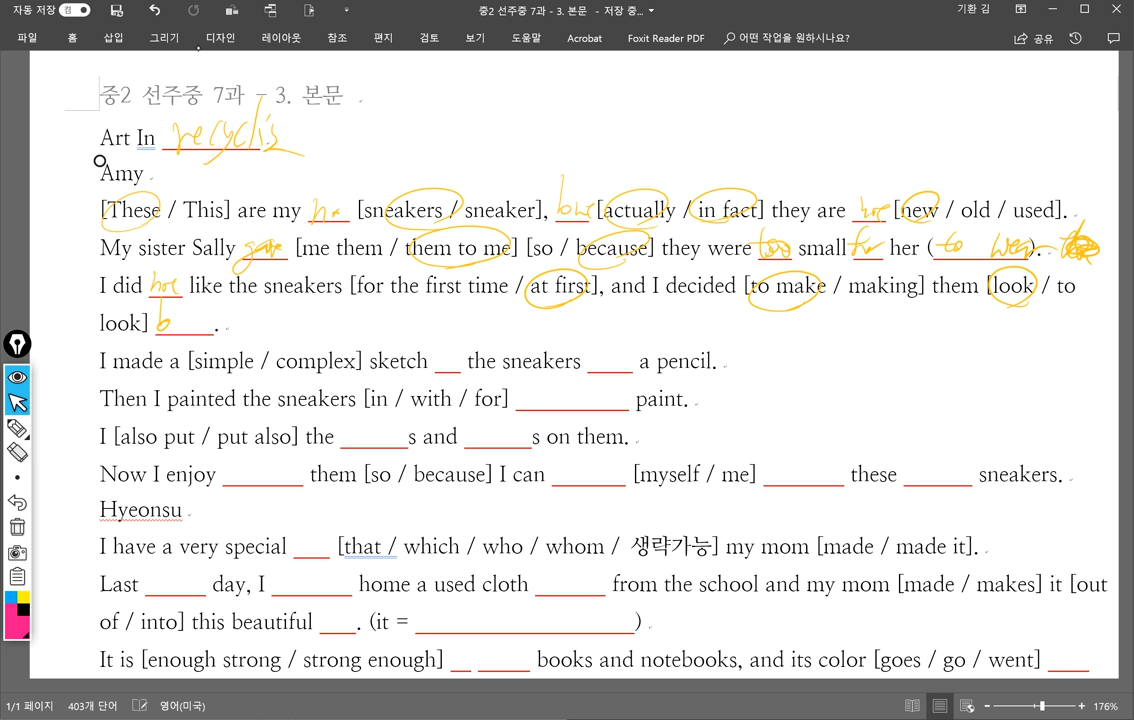 자동 저장 켬 중2 선주중 7과 - 3. 본문 - 저장 중... 기환 김
파일 홈 삽입 그리기 디자인 레이아웃 참조 편지 검토 보기 도움말 Acrobat Foxit Reader PDF 어떤 작업을 원하시나요? 공유
중2 선주중 7과 - 3. 본문
Art In recyclis
Amy
[These / This] are my ___ [sneakers / sneaker], ___ [actually / in fact] they are ___ [new / old / used].
My sister Sally gave [me them / them to me] [so / because] they were too small for her (to wear).
I did not like the sneakers [for the first time / at first], and I decided [to make / making] them [look / to
look] b_____.
I made a [simple / complex] sketch __ the sneakers ____ a pencil.
Then I painted the sneakers [in / with / for] __________ paint.
I [also put / put also] the ______s and ______s on them.
Now I enjoy _______ them [so / because] I can _______ [myself / me] _______ these ______ sneakers.
Hyeonsu
I have a very special ___ [that / which / who / whom / 생략가능] my mom [made / made it].
Last _____ day, I _______ home a used cloth ______ from the school and my mom [made / makes] it [out
of / into] this beautiful ___. (it = ___________________)
It is [enough strong / strong enough] __ ____ books and notebooks, and its color [goes / go / went] ____
1/1 페이지 403개 단어 영어(미국) 176%